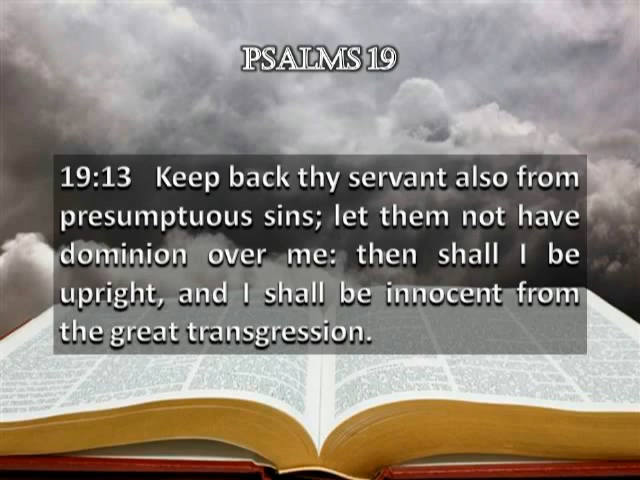 PSALMS 19
19:13 Keep back thy servant also from
presumptuous sins; let them not have
dominion over me: then shall I be
upright, and I shall be innocent from
the great transgression.